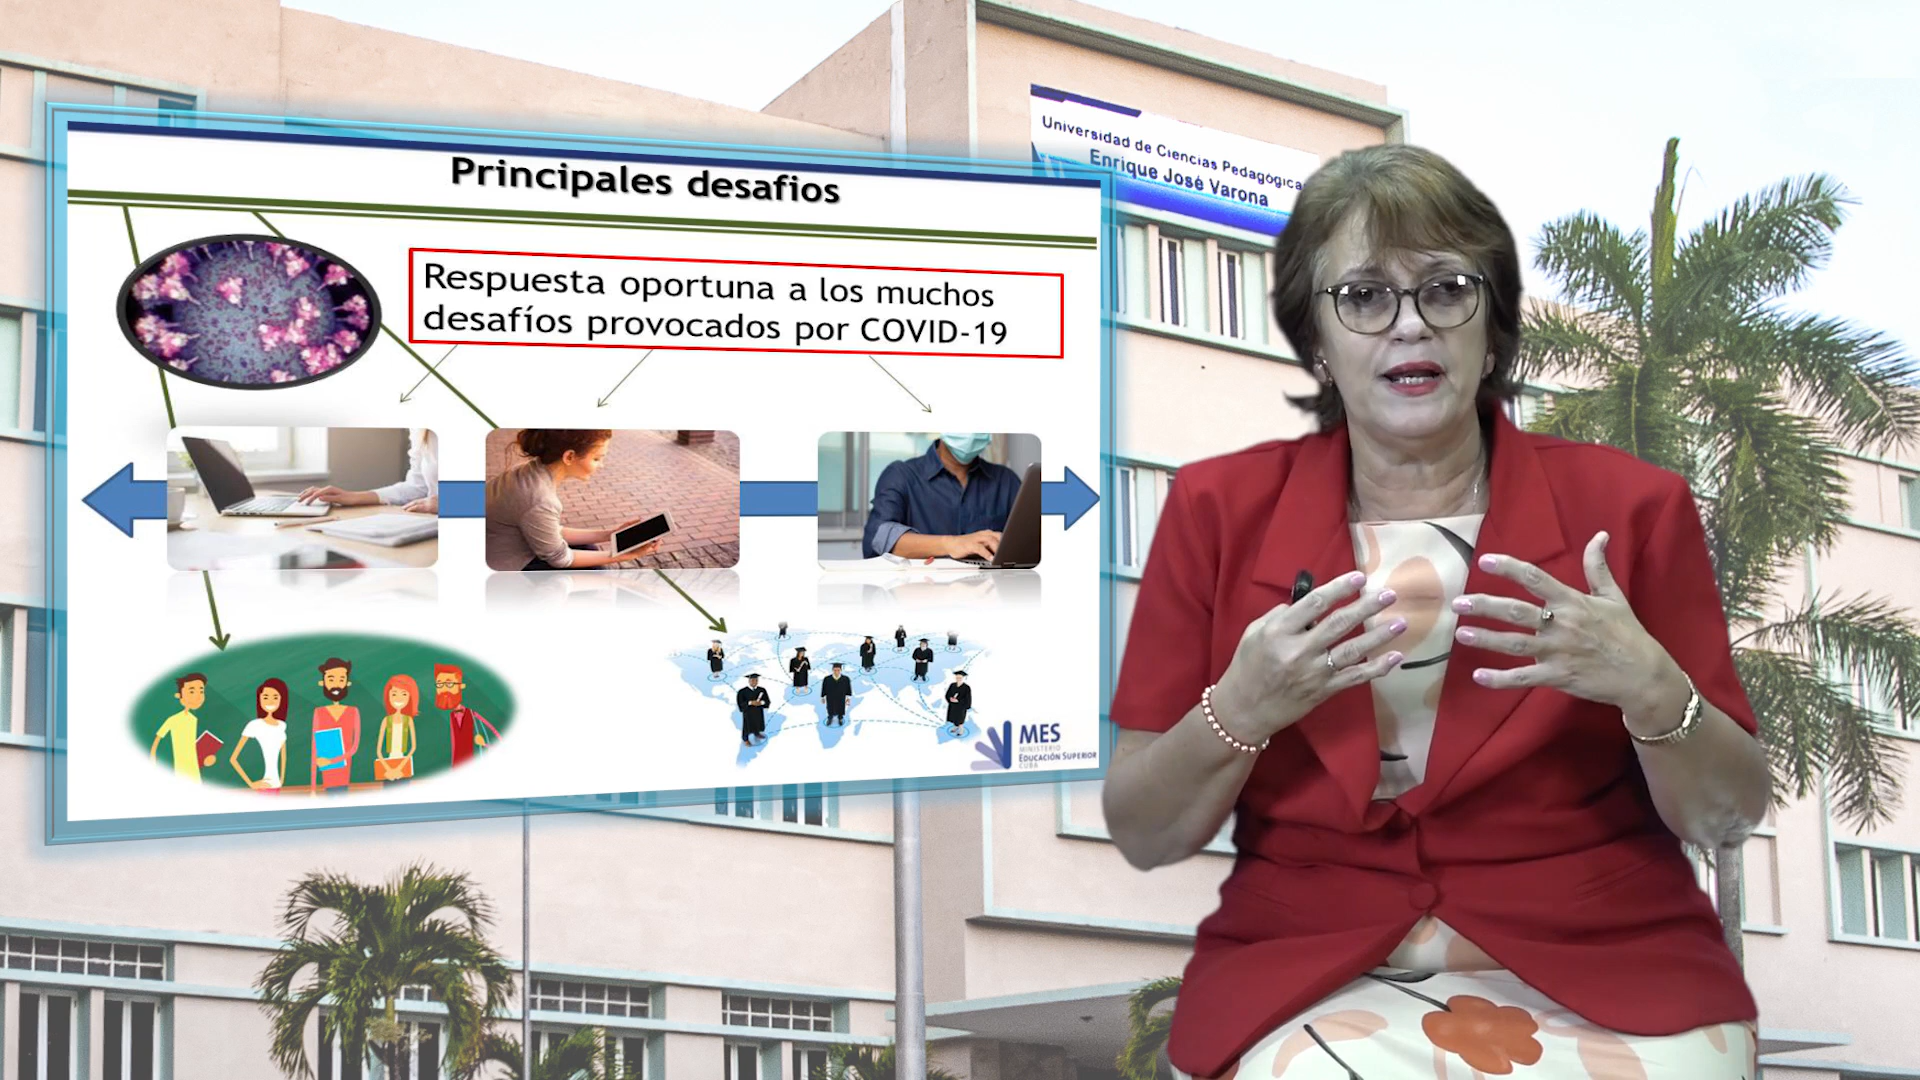 Principales desafios
Respuesta oportuna a los muchos
desafíos provocados por COVID-19
MES
MINISTERIO
EDUCACIÓN SUPERIOR
CUBA
Universidad de Ciencias Pedagógicas
Enrique José Varona